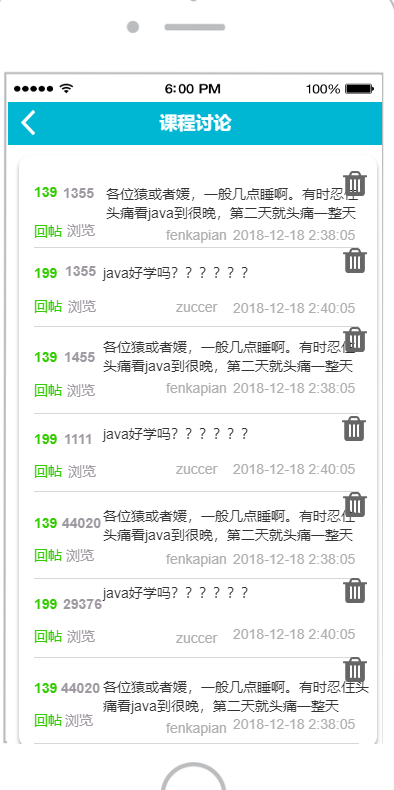 6:00 PM 100%
课程讨论
139 1355 各位猿或者媛，一般几点睡啊。有时忍住
头痛看java到很晚，第二天就头痛一整天
回帖 浏览 fenkapian 2018-12-18 2:38:05
199 1355 java好学吗？？？？？？
回帖 浏览 zuccer 2018-12-18 2:40:05
139 1455 各位猿或者媛，一般几点睡啊。有时忍住
头痛看java到很晚，第二天就头痛一整天
回帖 浏览 fenkapian 2018-12-18 2:38:05
199 1111 java好学吗？？？？？？
回帖 浏览 zuccer 2018-12-18 2:40:05
139 44020 各位猿或者媛，一般几点睡啊。有时忍住
头痛看java到很晚，第二天就头痛一整天
回帖 浏览 fenkapian 2018-12-18 2:38:05
199 29376 java好学吗？？？？？？
回帖 浏览 zuccer 2018-12-18 2:40:05
139 44020 各位猿或者媛，一般几点睡啊。有时忍住头
痛看java到很晚，第二天就头痛一整天
回帖 浏览 fenkapian 2018-12-18 2:38:05